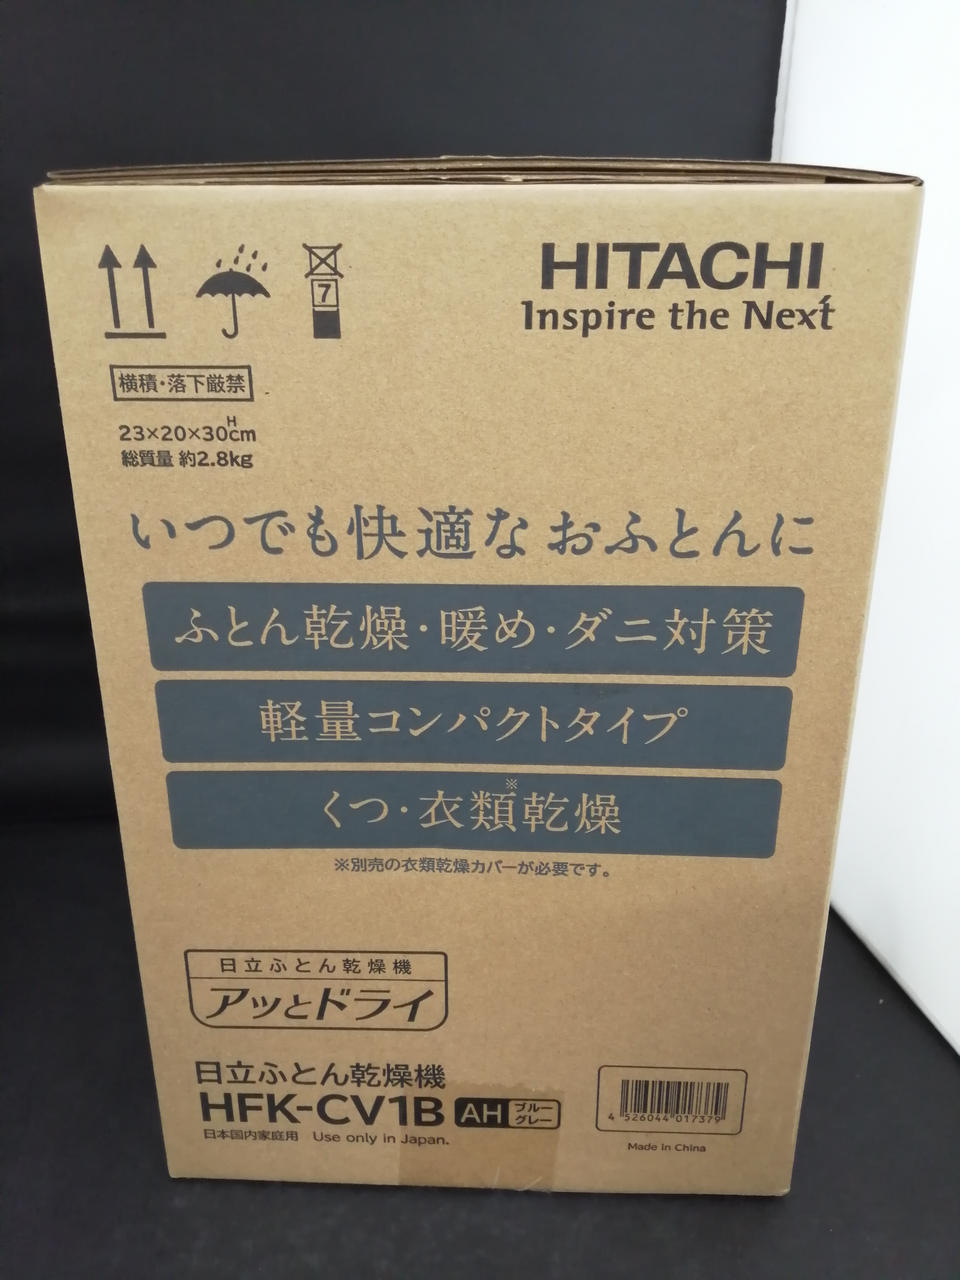 HITACHI
Inspire the Next
7
横積・落下厳禁
23×20×30cm
H
総質量 約2.8kg
いつでも快適なおふとんに
ふとん乾燥・暖め・ダニ対策
軽量コンパクトタイプ
くつ・衣類※乾燥
※別売の衣類乾燥カバーが必要です。
日立ふとん乾燥機
アッとドライ
日立ふとん乾燥機
HFK-CV1B AH ブルーグレー
日本国内家庭用 Use only in Japan.
4 526044 017379
Made in China